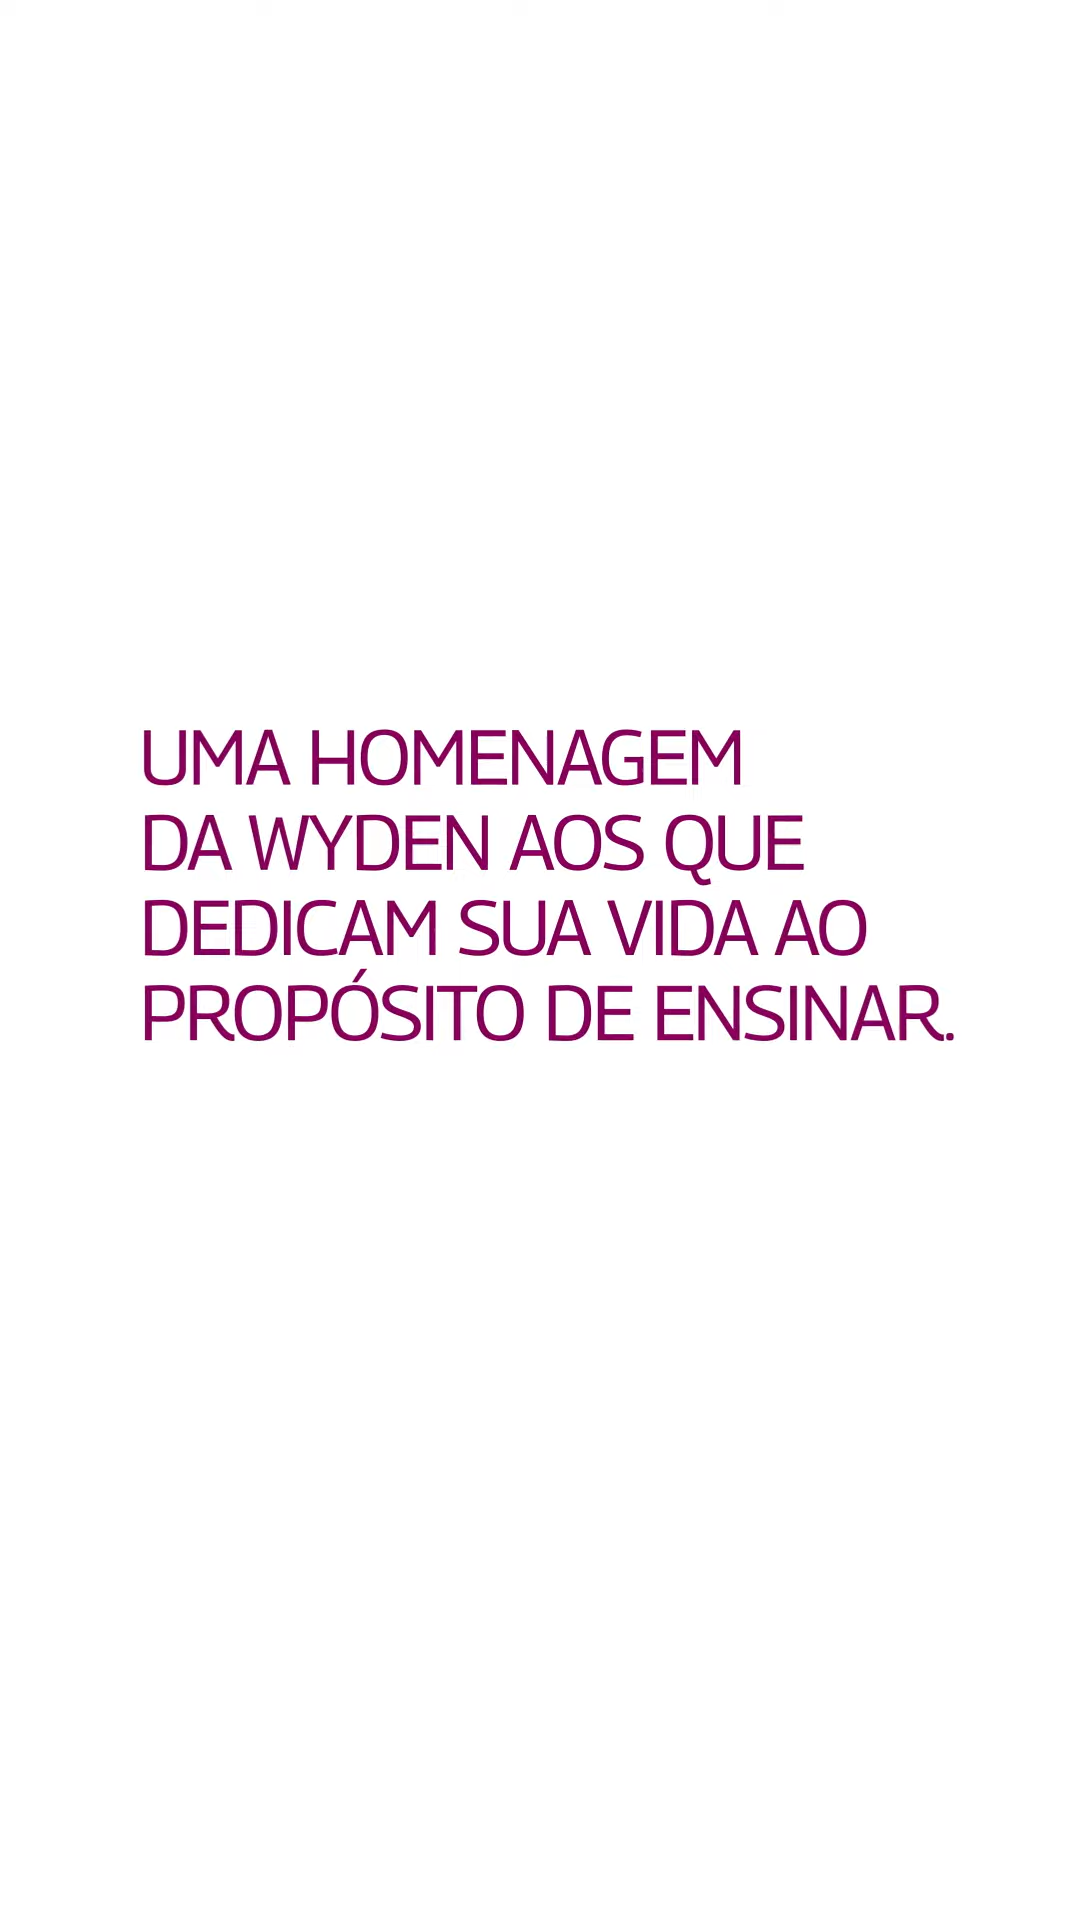 UMA HOMENAGEM
DA WYDEN AOS QUE
DEDICAM SUA VIDA AO
PROPÓSITO DE ENSINAR.